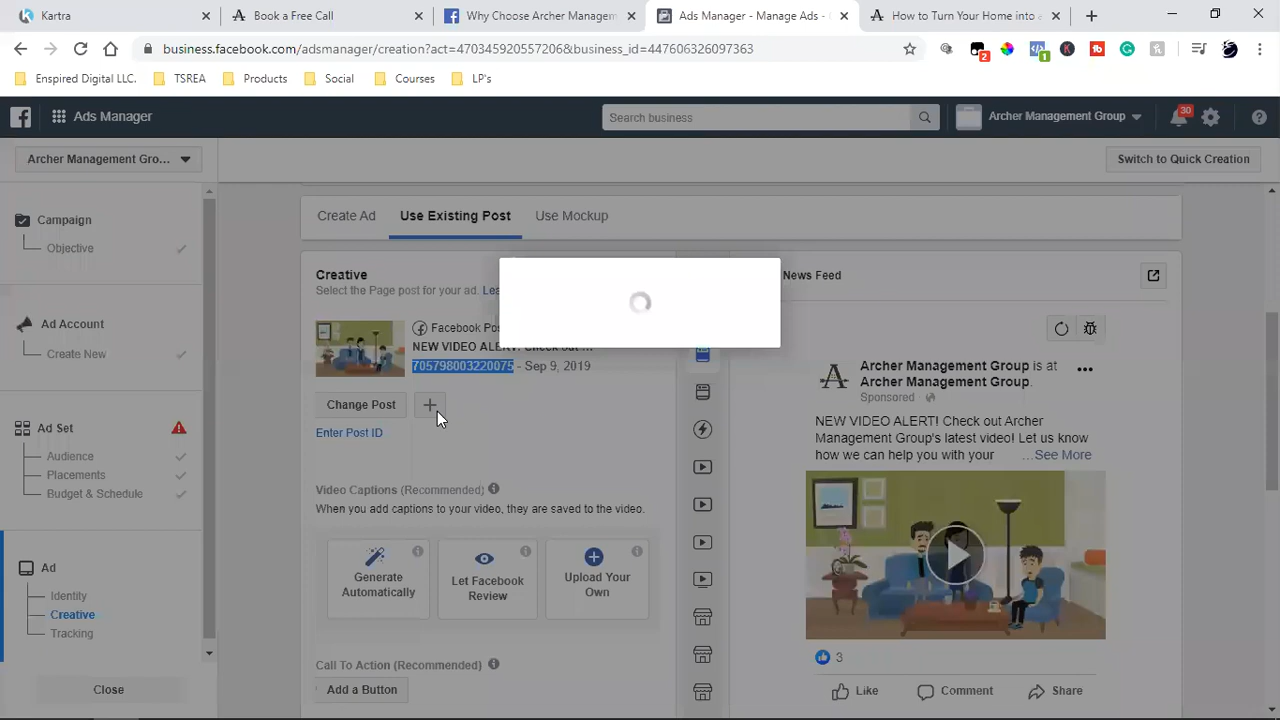 Kartra
Book a Free Call
Why Choose Archer Managem
Ads Manager - Manage Ads -
How to Turn Your Home into a
business.facebook.com/adsmanager/creation?act=470345920557206&business_id=447606326097363
2
1
Enspired Digital LLC.
TSREA
Products
Social
Courses
LP's
Ads Manager
Search business
Archer Management Group
30
Archer Management Gro...
Switch to Quick Creation
Campaign
Objective
Ad Account
Create New
Ad Set
Audience
Placements
Budget & Schedule
Ad
Identity
Creative
Tracking
Close
Create Ad
Use Existing Post
Use Mockup
Creative
Select the Page post for your ad. Lea
Facebook Pos
NEW VIDEO ALERT! Check out ...
705798003220075 - Sep 9, 2019
Change Post
Enter Post ID
Video Captions (Recommended)
When you add captions to your video, they are saved to the video.
Generate Automatically
Let Facebook Review
Upload Your Own
Call To Action (Recommended)
Add a Button
News Feed
Archer Management Group is at
Archer Management Group.
Sponsored
NEW VIDEO ALERT! Check out Archer
Management Group's latest video! Let us know
how we can help you with your ...See More
3
Like
Comment
Share